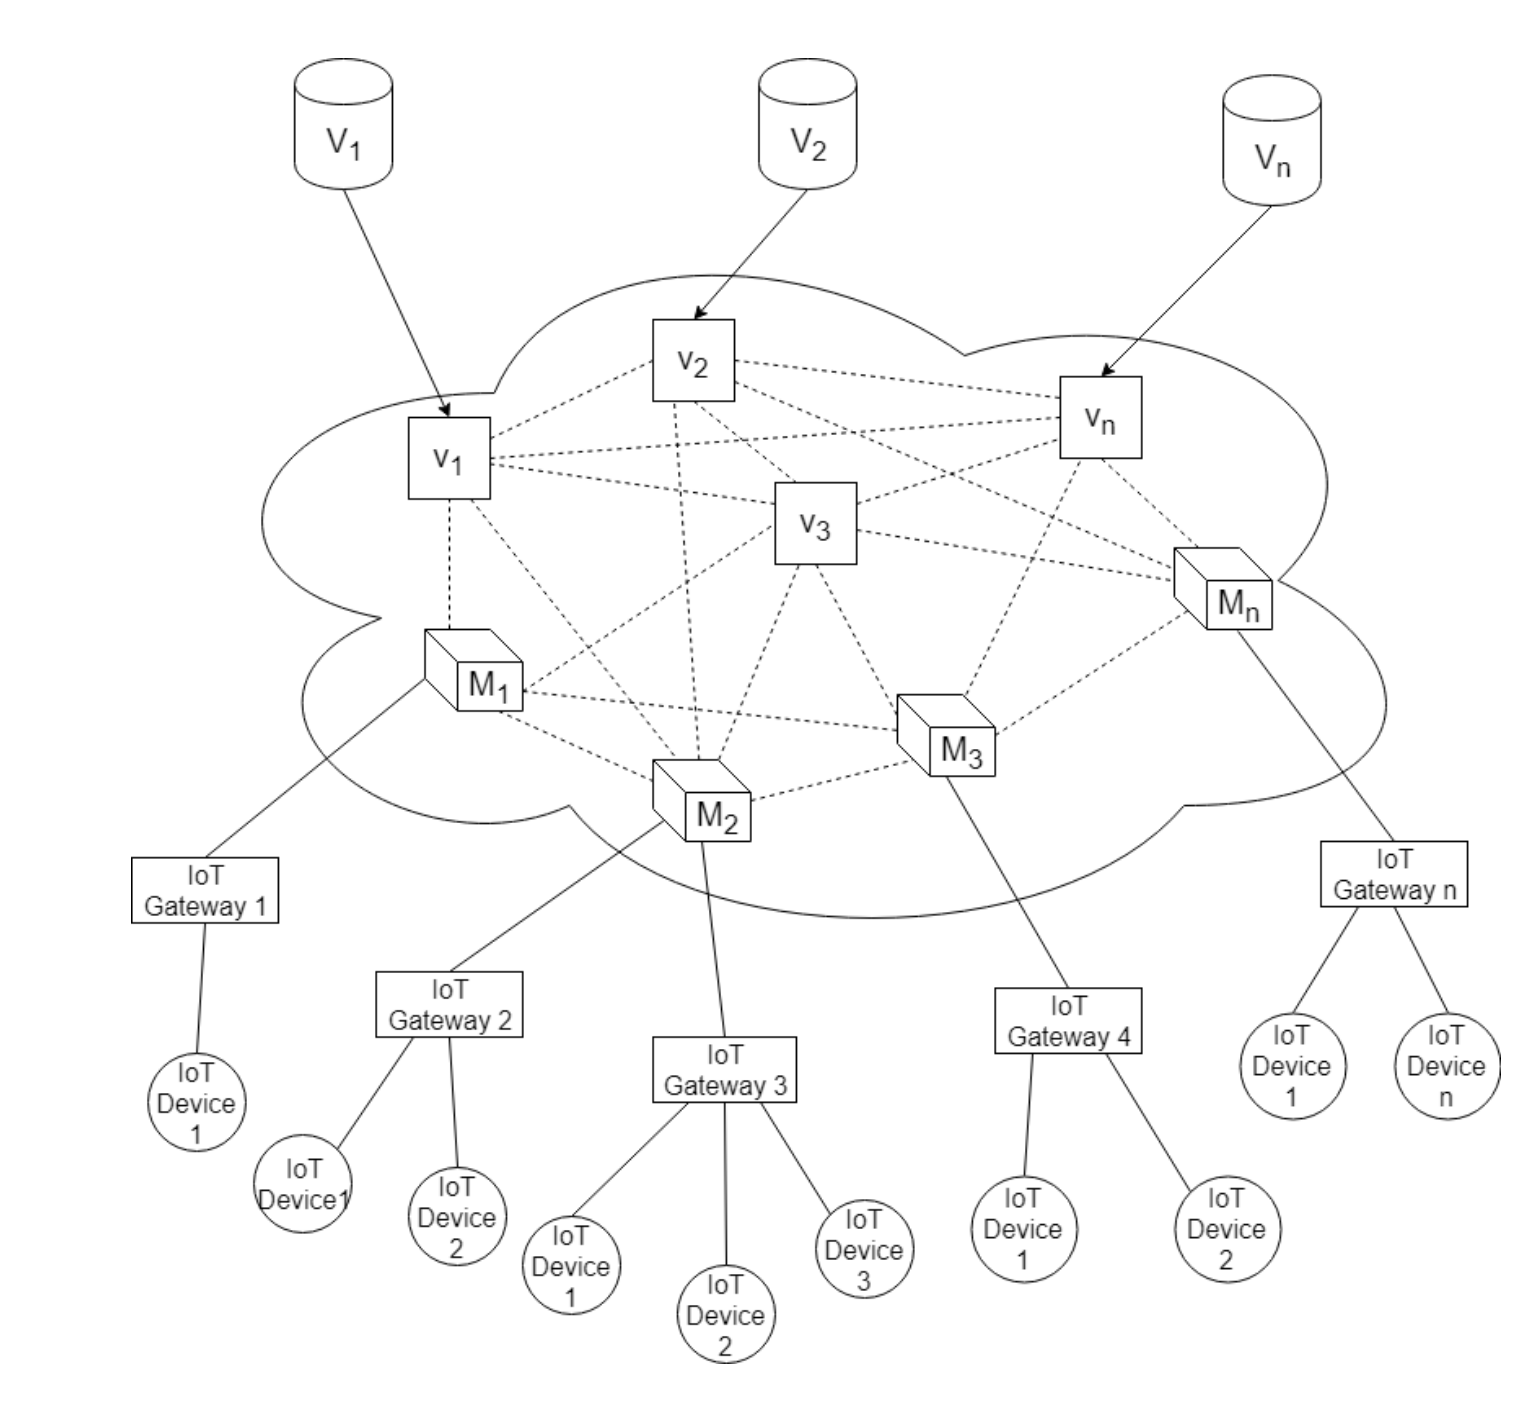 V1
V2
Vn
v2
vn
v1
v3
Mn
M1
M3
M2
IoT
Gateway 1
IoT
Gateway n
IoT
Gateway 2
IoT
Gateway 4
IoT
Gateway 3
IoT
Device
1
IoT
Device
n
IoT
Device
1
IoT
Device1
IoT
Device
2
IoT
Device
1
IoT
Device
2
IoT
Device
3
IoT
Device
1
IoT
Device
2